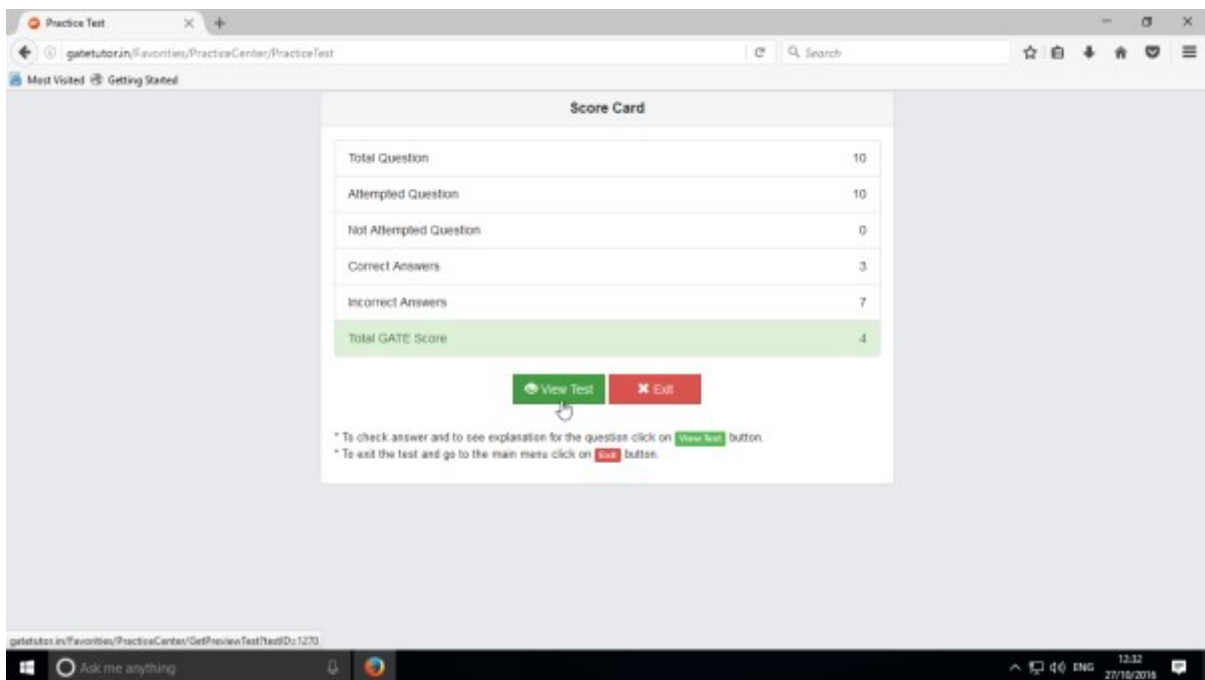 Practice Test
gatetutor.in/Favorities/PracticeCenter/PracticeTest
Search
Most Visited Getting Started
Score Card
Total Question 10
Attempted Question 10
Not Attempted Question 0
Correct Answers 3
Incorrect Answers 7
Total GATE Score 4
View Test Exit
* To check answer and to see explanation for the question click on View Test button.
* To exit the test and go to the main menu click on Exit button.
gatetutor.in/Favorities/PracticeCenter/GetPreviewTest?testID=1270
Ask me anything ENG 12:32
27/10/2016